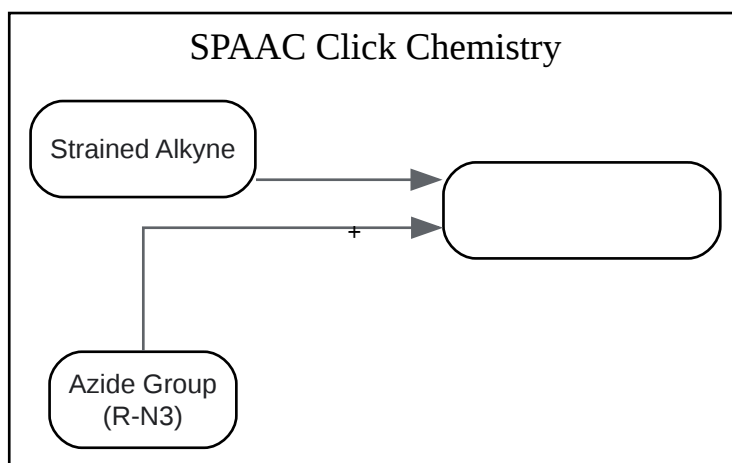 SPAAC Click Chemistry
Strained Alkyne
+
Azide Group
(R-N3)